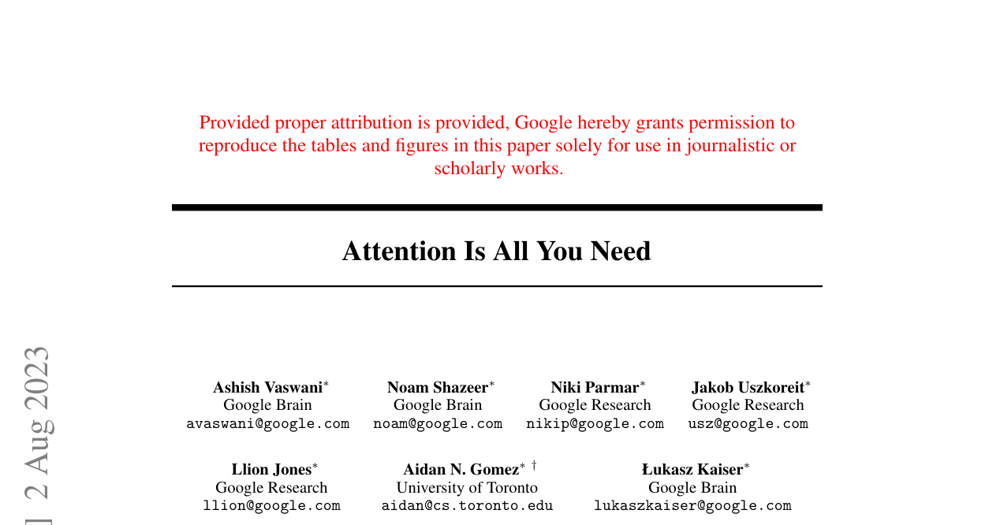 Provided proper attribution is provided, Google hereby grants permission to
reproduce the tables and figures in this paper solely for use in journalistic or
scholarly works.
Attention Is All You Need
Ashish Vaswani* Noam Shazeer* Niki Parmar* Jakob Uszkoreit*
Google Brain Google Brain Google Research Google Research
avaswani@google.com noam@google.com nikip@google.com usz@google.com
Llion Jones* Aidan N. Gomez* † Łukasz Kaiser*
Google Research University of Toronto Google Brain
llion@google.com aidan@cs.toronto.edu lukaszkaiser@google.com
] 2 Aug 2023